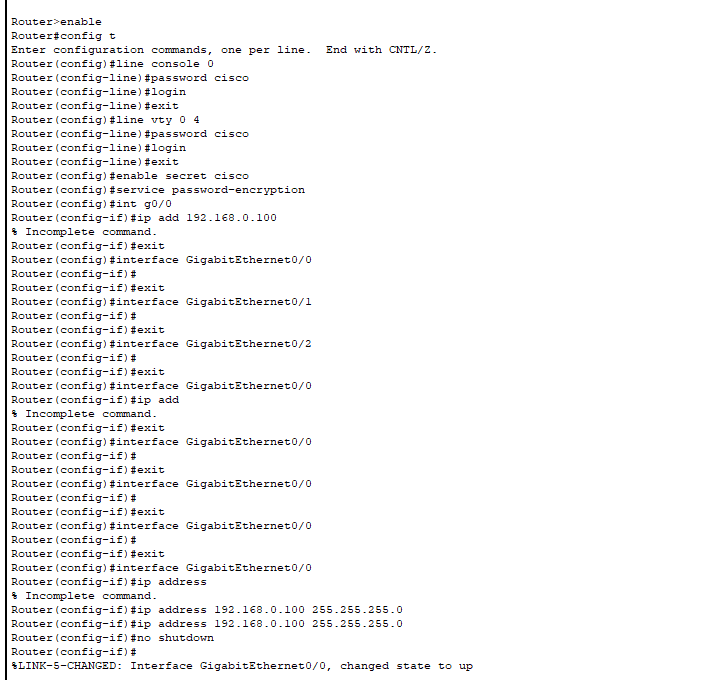 Router>enable
Router#config t
Enter configuration commands, one per line.  End with CNTL/Z.
Router(config)#line console 0
Router(config-line)#password cisco
Router(config-line)#login
Router(config-line)#exit
Router(config)#line vty 0 4
Router(config-line)#password cisco
Router(config-line)#login
Router(config-line)#exit
Router(config)#enable secret cisco
Router(config)#service password-encryption
Router(config)#int g0/0
Router(config-if)#ip add 192.168.0.100
% Incomplete command.
Router(config-if)#exit
Router(config)#interface GigabitEthernet0/0
Router(config-if)#
Router(config-if)#exit
Router(config)#interface GigabitEthernet0/1
Router(config-if)#
Router(config-if)#exit
Router(config)#interface GigabitEthernet0/2
Router(config-if)#
Router(config-if)#exit
Router(config)#interface GigabitEthernet0/0
Router(config-if)#ip add
% Incomplete command.
Router(config-if)#exit
Router(config)#interface GigabitEthernet0/0
Router(config-if)#
Router(config-if)#exit
Router(config)#interface GigabitEthernet0/0
Router(config-if)#
Router(config-if)#exit
Router(config)#interface GigabitEthernet0/0
Router(config-if)#
Router(config-if)#exit
Router(config)#interface GigabitEthernet0/0
Router(config-if)#ip address
% Incomplete command.
Router(config-if)#ip address 192.168.0.100 255.255.255.0
Router(config-if)#ip address 192.168.0.100 255.255.255.0
Router(config-if)#no shutdown
Router(config-if)#
%LINK-5-CHANGED: Interface GigabitEthernet0/0, changed state to up